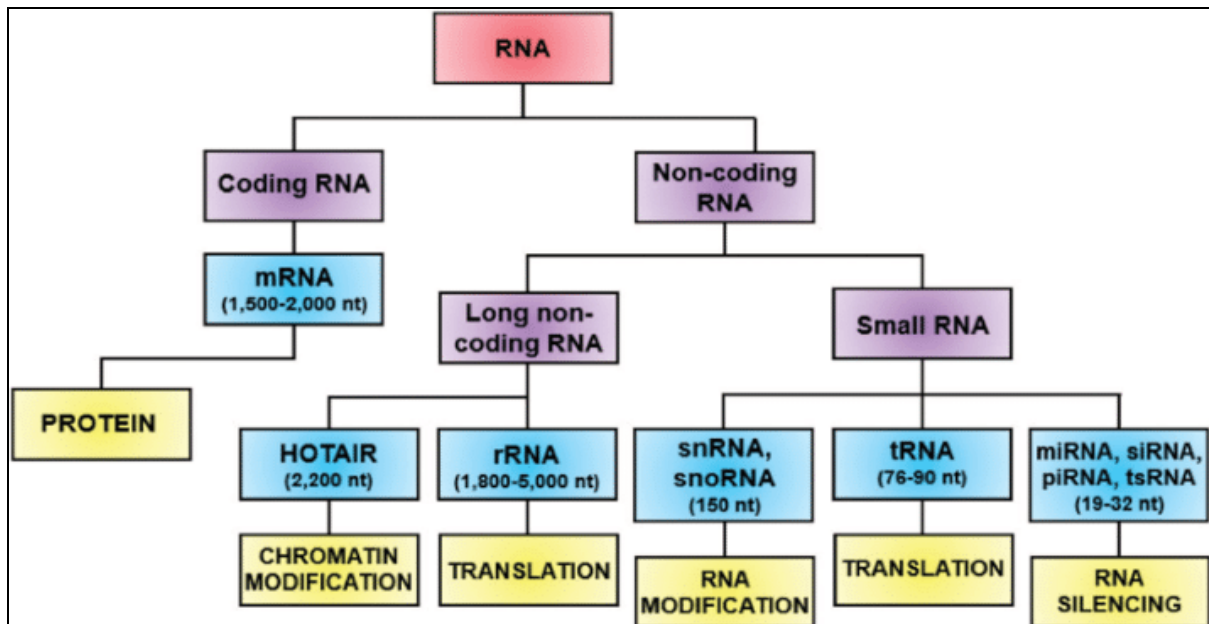 RNA
Coding RNA
Non-coding
RNA
mRNA
(1,500-2,000 nt)
Long non-
coding RNA
Small RNA
PROTEIN
HOTAIR
(2,200 nt)
rRNA
(1,800-5,000 nt)
snRNA,
snoRNA
(150 nt)
tRNA
(76-90 nt)
miRNA, siRNA,
piRNA, tsRNA
(19-32 nt)
CHROMATIN
MODIFICATION
TRANSLATION
RNA
MODIFICATION
TRANSLATION
RNA
SILENCING